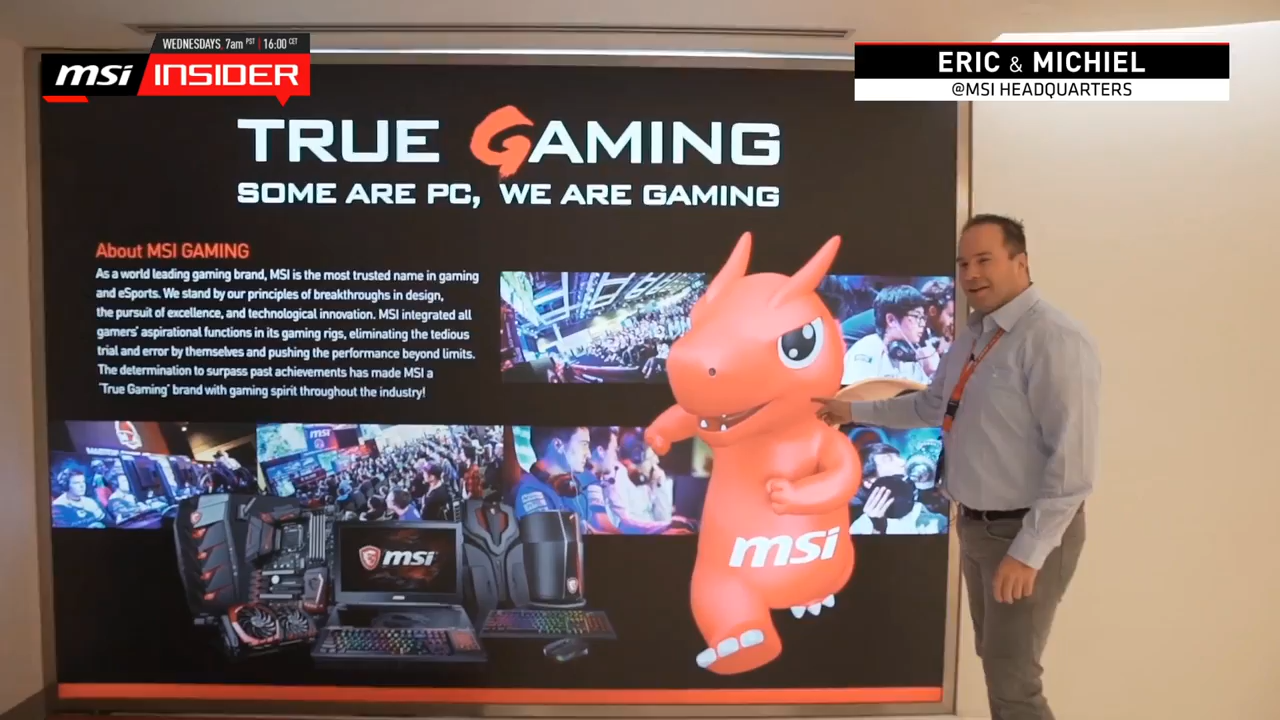 WEDNESDAYS 7am PST | 16:00 CET
msi INSIDER
ERIC & MICHIEL
@MSI HEADQUARTERS
TRUE GAMING
SOME ARE PC, WE ARE GAMING
About MSI GAMING
As a world leading gaming brand, MSI is the most trusted name in gaming
and eSports. We stand by our principles of breakthroughs in design,
the pursuit of excellence, and technological innovation. MSI integrated all
gamers' aspirational functions in its gaming rigs, eliminating the tedious
trial and error by themselves and pushing the performance beyond limits.
The determination to surpass past achievements has made MSI a
"True Gaming" brand with gaming spirit throughout the industry!
msi
msi
msi